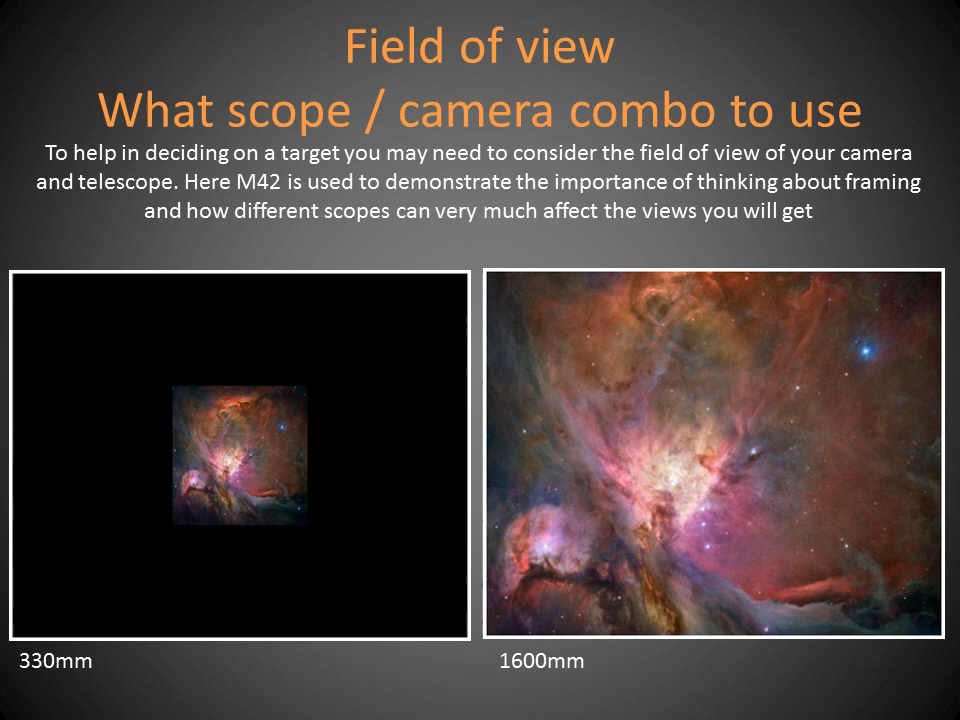 Field of view
What scope / camera combo to use
To help in deciding on a target you may need to consider the field of view of your camera
and telescope. Here M42 is used to demonstrate the importance of thinking about framing
and how different scopes can very much affect the views you will get
330mm
1600mm